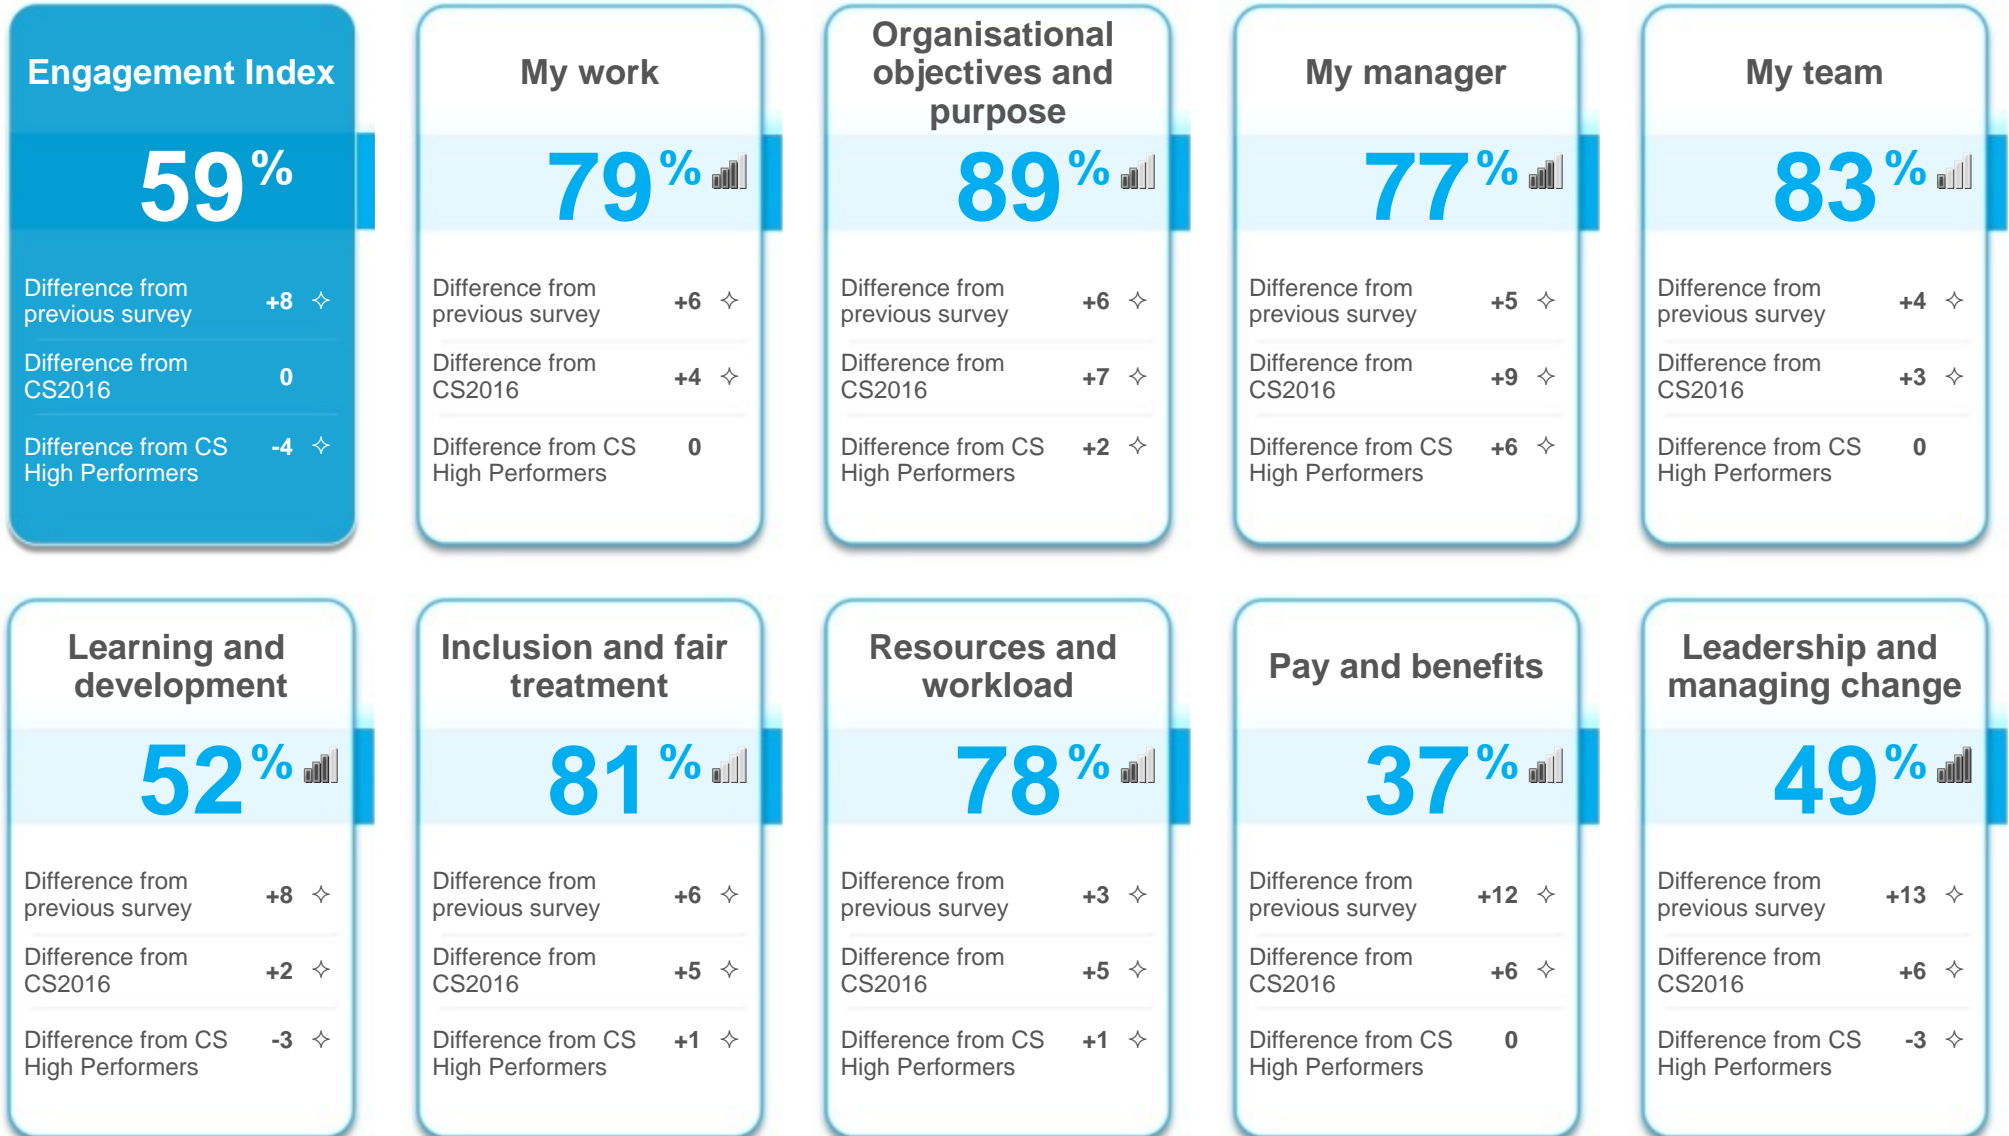 Engagement Index
59%
Difference from
previous survey
+8 ✧
Difference from
CS2016
0
Difference from CS
High Performers
-4 ✧
My work
79%
Difference from
previous survey
+6 ✧
Difference from
CS2016
+4 ✧
Difference from CS
High Performers
0
Organisational
objectives and
purpose
89%
Difference from
previous survey
+6 ✧
Difference from
CS2016
+7 ✧
Difference from CS
High Performers
+2 ✧
My manager
77%
Difference from
previous survey
+5 ✧
Difference from
CS2016
+9 ✧
Difference from CS
High Performers
+6 ✧
My team
83%
Difference from
previous survey
+4 ✧
Difference from
CS2016
+3 ✧
Difference from CS
High Performers
0
Learning and
development
52%
Difference from
previous survey
+8 ✧
Difference from
CS2016
+2 ✧
Difference from CS
High Performers
-3 ✧
Inclusion and fair
treatment
81%
Difference from
previous survey
+6 ✧
Difference from
CS2016
+5 ✧
Difference from CS
High Performers
+1 ✧
Resources and
workload
78%
Difference from
previous survey
+3 ✧
Difference from
CS2016
+5 ✧
Difference from CS
High Performers
+1 ✧
Pay and benefits
37%
Difference from
previous survey
+12 ✧
Difference from
CS2016
+6 ✧
Difference from CS
High Performers
0
Leadership and
managing change
49%
Difference from
previous survey
+13 ✧
Difference from
CS2016
+6 ✧
Difference from CS
High Performers
-3 ✧